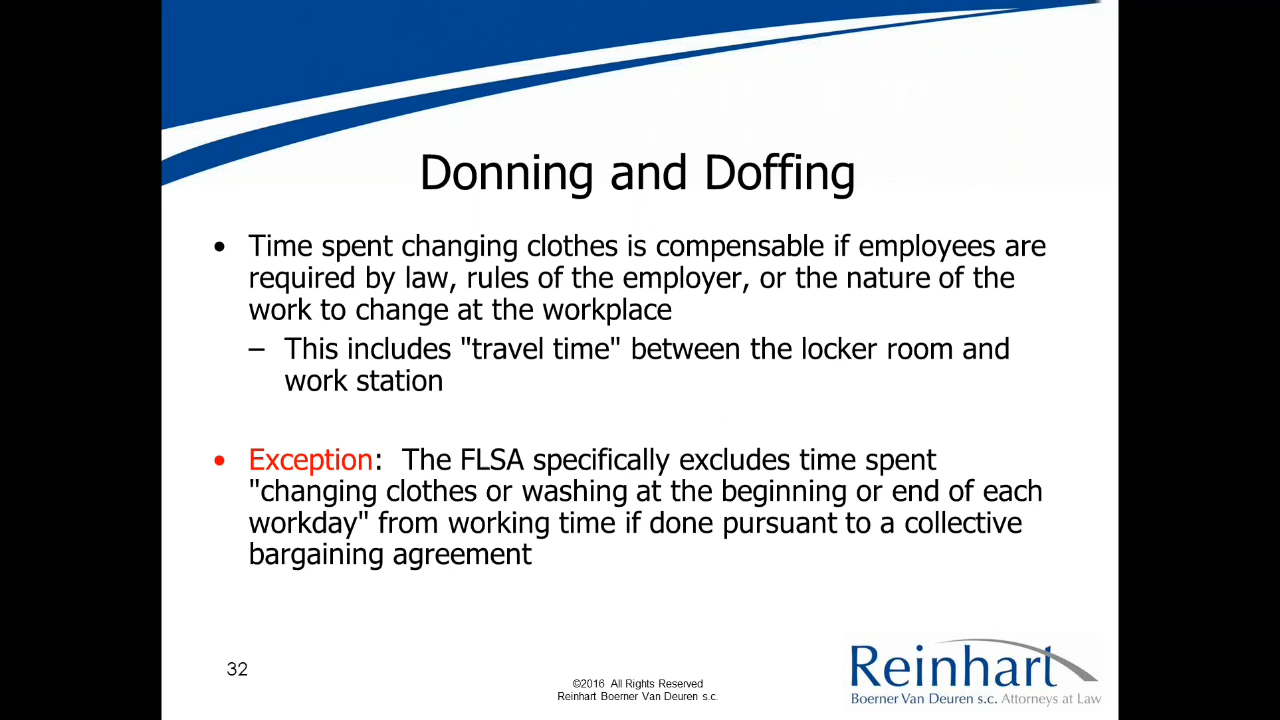 Donning and Doffing
• Time spent changing clothes is compensable if employees are
required by law, rules of the employer, or the nature of the
work to change at the workplace
– This includes "travel time" between the locker room and
work station
• Exception: The FLSA specifically excludes time spent
"changing clothes or washing at the beginning or end of each
workday" from working time if done pursuant to a collective
bargaining agreement
32
©2016 All Rights Reserved
Reinhart Boerner Van Deuren s.c.
Reinhart
Boerner Van Deuren s.c. Attorneys at Law